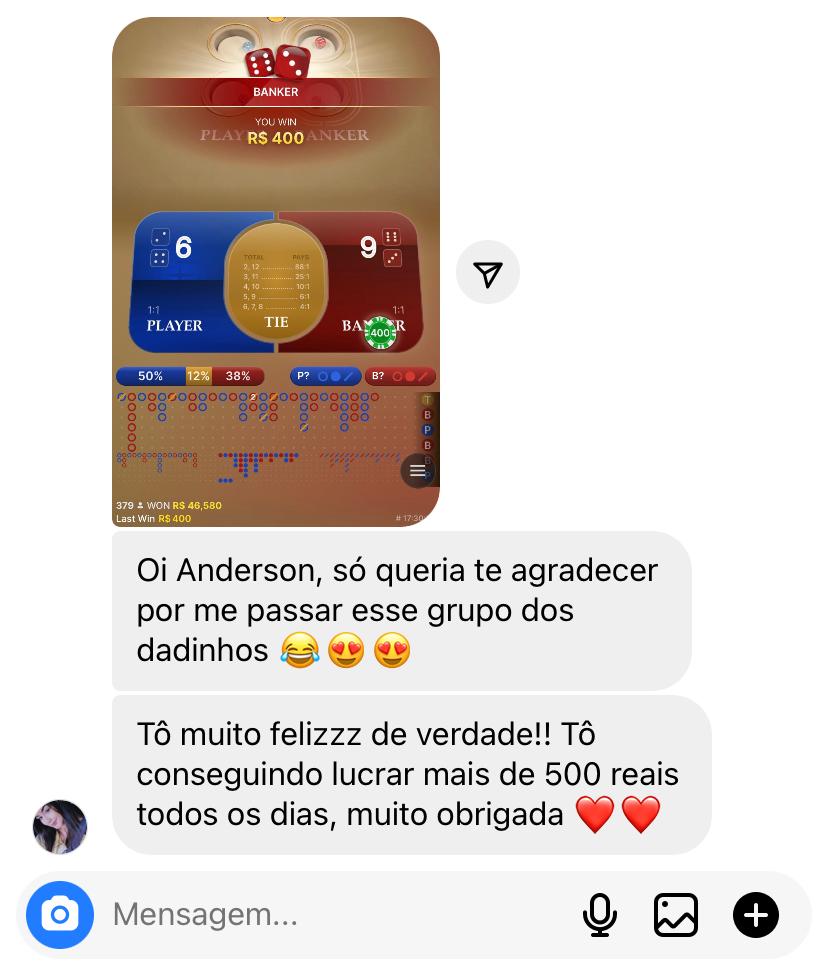 BANKER
YOU WIN
PLAYER BANKER
R$ 400
6
9
TOTAL PAYS
2, 12 88:1
3, 11 25:1
4, 10 10:1
5, 9 6:1
6, 7, 8 4:1
1:1
1:1
PLAYER
TIE
BANKER
400
50% 12% 38%
P?
B?
2
T
B
P
B
B
379 WON R$ 46,580
Last Win R$ 400
Oi Anderson, só queria te agradecer
por me passar esse grupo dos
dadinhos 😂😍😍
Tô muito felizzz de verdade!! Tô
conseguindo lucrar mais de 500 reais
todos os dias, muito obrigada ❤️❤️
Mensagem...